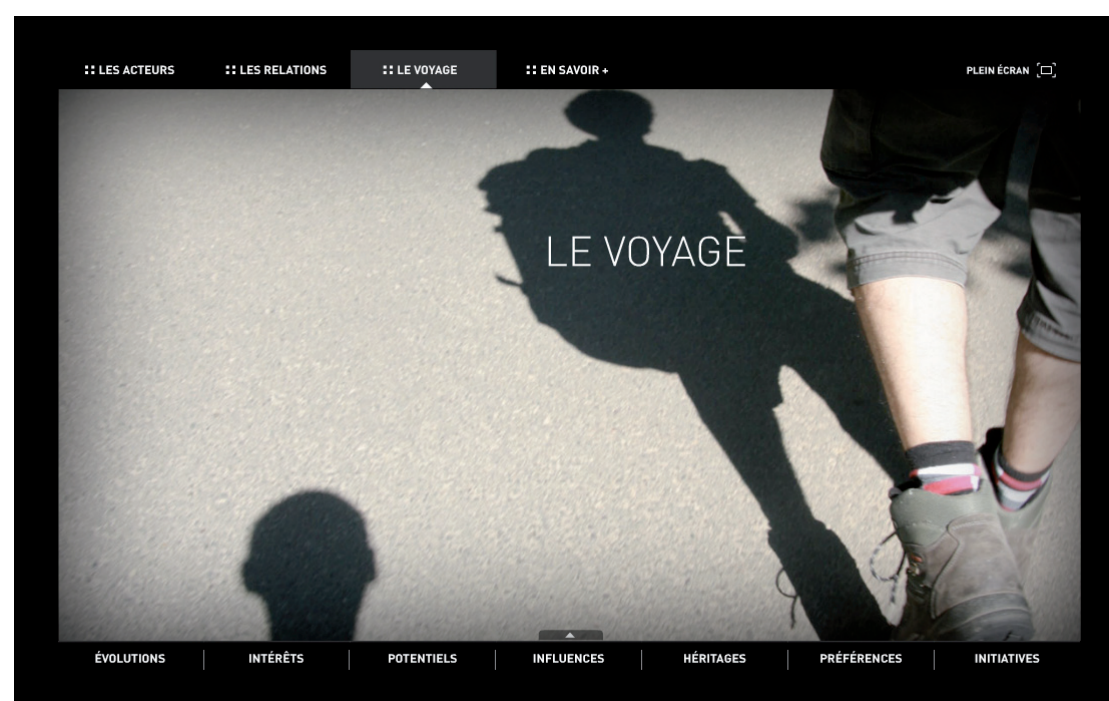 LES ACTEURS
LES RELATIONS
LE VOYAGE
EN SAVOIR +
PLEIN ÉCRAN
LE VOYAGE
ÉVOLUTIONS
INTÉRÊTS
POTENTIELS
INFLUENCES
HÉRITAGES
PRÉFÉRENCES
INITIATIVES